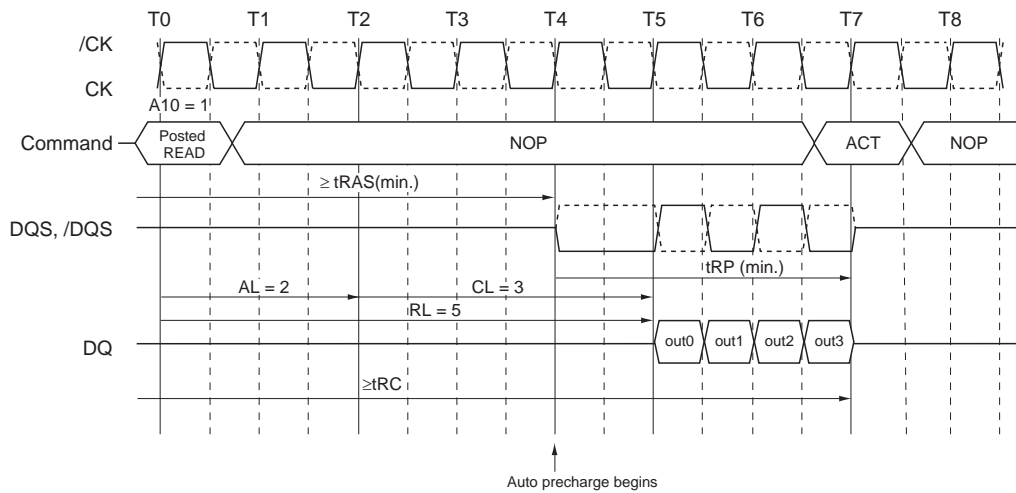 T0 T1 T2 T3 T4 T5 T6 T7 T8
/CK
CK
A10 = 1
Command
Posted
READ
NOP
ACT
NOP
≥ tRAS(min.)
DQS, /DQS
tRP (min.)
AL = 2
CL = 3
RL = 5
DQ
out0 out1 out2 out3
≥tRC
Auto precharge begins